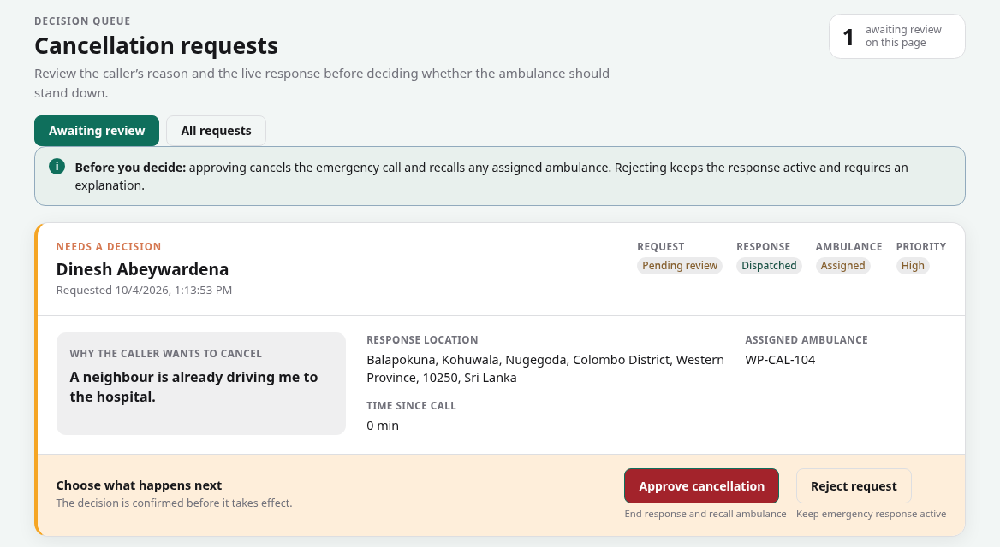 DECISION QUEUE
Cancellation requests
Review the caller’s reason and the live response before deciding whether the ambulance should
stand down.
1
awaiting review
on this page
Awaiting review
All requests
i
Before you decide: approving cancels the emergency call and recalls any assigned ambulance. Rejecting keeps the response active and requires an
explanation.
NEEDS A DECISION
Dinesh Abeywardena
Requested 10/4/2026, 1:13:53 PM
REQUEST
Pending review
RESPONSE
Dispatched
AMBULANCE
Assigned
PRIORITY
High
WHY THE CALLER WANTS TO CANCEL
A neighbour is already driving me to
the hospital.
RESPONSE LOCATION
Balapokuna, Kohuwala, Nugegoda, Colombo District, Western
Province, 10250, Sri Lanka
TIME SINCE CALL
0 min
ASSIGNED AMBULANCE
WP-CAL-104
Choose what happens next
The decision is confirmed before it takes effect.
Approve cancellation
End response and recall ambulance
Reject request
Keep emergency response active